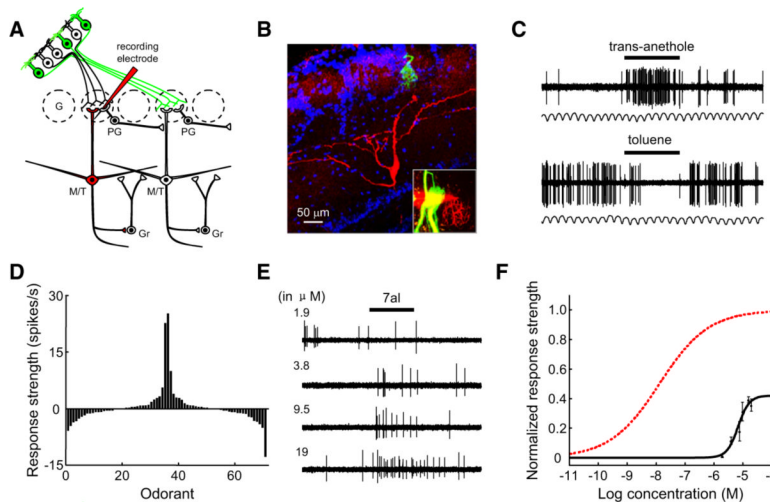 A
recording
electrode
G
PG
PG
M/T
M/T
Gr
Gr
B
50 μm
C
trans-anethole
toluene
D
Response strength (spikes/s)
30
15
0
-15
0
20
40
60
Odorant
E
(in μ M)
7al
1.9
3.8
9.5
19
F
Normalized response strength
1.0
0.8
0.6
0.4
0.2
0
-11
-10
-9
-8
-7
-6
-5
-4
Log concentration (M)